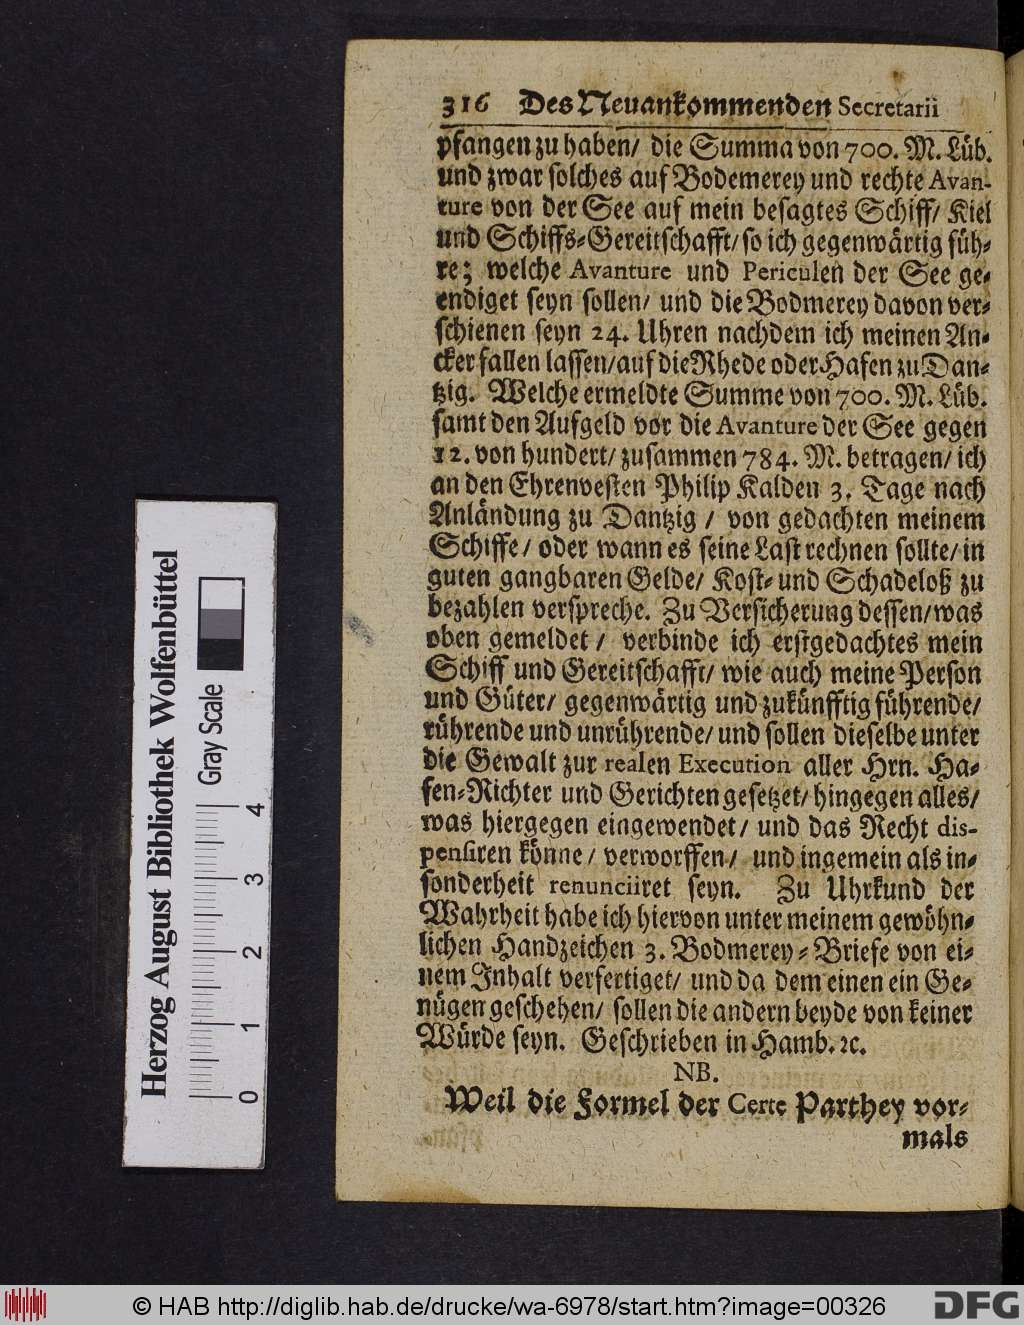 316 Des Neuankommenden Secretarii
pfangen zu haben/ die Summa von 700. M. Lüb.
und zwar solches auf Bodemerey und rechte Avan-
ture von der See auf mein besagtes Schiff/ Kiel
und Schiffs-Gereitschafft/ so ich gegenwärtig füh-
re; welche Avanture und Periculen der See ge-
endiget seyn sollen/ und die Bodmerey davon ver-
schienen seyn 24. Uhren nachdem ich meinen An-
cker fallen lassen/ auf die Rhede oder Hafen zu Dan-
tzig. Welche ermeldte Summe von 700. M. Lüb.
samt den Aufgeld vor die Avanture der See gegen
12. von hundert/ zusammen 784. M. betragen/ ich
an den Ehrenvesten Philip Kalden 3. Tage nach
Anländung zu Dantzig / von gedachten meinem
Schiffe/ oder wann es seine Last rechnen sollte/ in
guten gangbaren Gelde/ Kost- und Schadeloß zu
bezahlen verspreche. Zu Versicherung dessen/ was
oben gemeldet / verbinde ich erstgedachtes mein
Schiff und Gereitschafft/ wie auch meine Person
und Güter/ gegenwärtig und zukünfftig führende/
rührende und unrührende/ und sollen dieselbe unter
die Gewalt zur realen Execution aller Hrn. Ha-
fen-Richter und Gerichten gesetzet/ hingegen alles/
was hiergegen eingewendet/ und das Recht dis-
pensiren könne/ verworffen/ und ingemein als in-
sonderheit renunciiret seyn. Zu Uhrkund der
Wahrheit habe ich hiervon unter meinem gewöhn-
lichen Handzeichen 3. Bodmerey-Briefe von ei-
nem Inhalt verfertiget/ und da dem einen ein Ge-
nügen geschehen/ sollen die andern beyde von keiner
Würde seyn. Geschrieben in Hamb. ꝛc.
NB.
Weil die Formel der Certe Parthey vor-
mals
Herzog August Bibliothek Wolfenbüttel
Gray Scale
0 1 2 3 4
© HAB http://diglib.hab.de/drucke/wa-6978/start.htm?image=00326
DFG